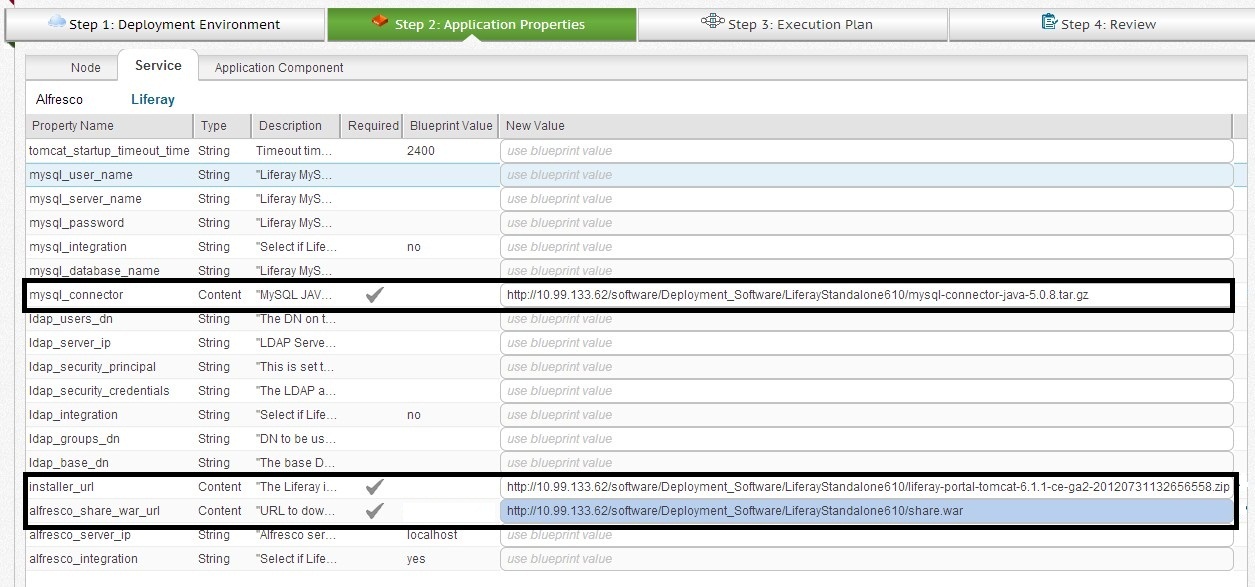 Step 1: Deployment Environment Step 2: Application Properties Step 3: Execution Plan Step 4: Review
Node Service Application Component
Alfresco Liferay
Property Name Type Description Required Blueprint Value New Value
tomcat_startup_timeout_time String Timeout tim... 2400 use blueprint value
mysql_user_name String "Liferay MyS... use blueprint value
mysql_server_name String "Liferay MyS... use blueprint value
mysql_password String "Liferay MyS... use blueprint value
mysql_integration String "Select if Life... no use blueprint value
mysql_database_name String "Liferay MyS... use blueprint value
mysql_connector Content "MySQL JAV... http://10.99.133.62/software/Deployment_Software/LiferayStandalone610/mysql-connector-java-5.0.8.tar.gz
ldap_users_dn String "The DN on t... use blueprint value
ldap_server_ip String "LDAP Serve... use blueprint value
ldap_security_principal String "This is set t... use blueprint value
ldap_security_credentials String "The LDAP a... use blueprint value
ldap_integration String "Select if Life... no use blueprint value
ldap_groups_dn String "DN to be us... use blueprint value
ldap_base_dn String "The base D... use blueprint value
installer_url Content "The Liferay i... http://10.99.133.62/software/Deployment_Software/LiferayStandalone610/liferay-portal-tomcat-6.1.1-ce-ga2-20120731132656558.zip
alfresco_share_war_url Content "URL to dow... http://10.99.133.62/software/Deployment_Software/LiferayStandalone610/share.war
alfresco_server_ip String "Alfresco ser... localhost use blueprint value
alfresco_integration String "Select if Life... yes use blueprint value